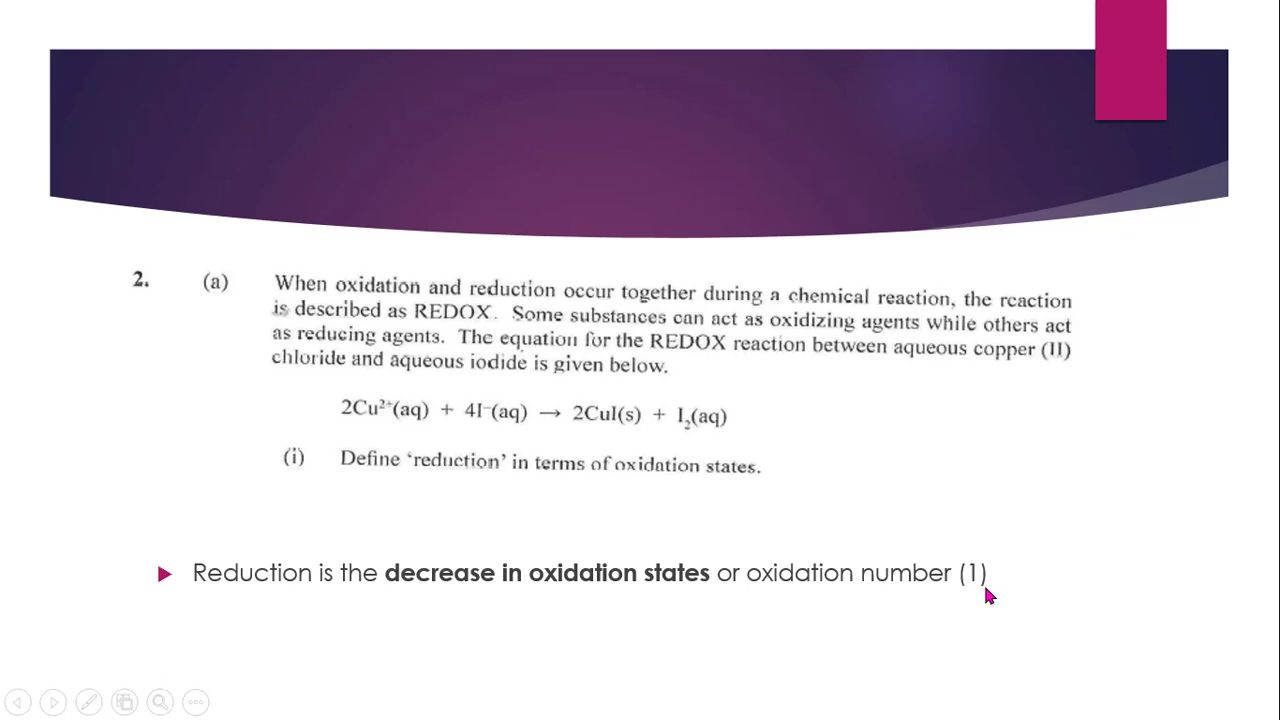 2. (a) When oxidation and reduction occur together during a chemical reaction, the reaction
is described as REDOX. Some substances can act as oxidizing agents while others act
as reducing agents. The equation for the REDOX reaction between aqueous copper (II)
chloride and aqueous iodide is given below.
2Cu²⁺(aq) + 4I⁻(aq) → 2CuI(s) + I₂(aq)
(i) Define ‘reduction’ in terms of oxidation states.
Reduction is the decrease in oxidation states or oxidation number (1)